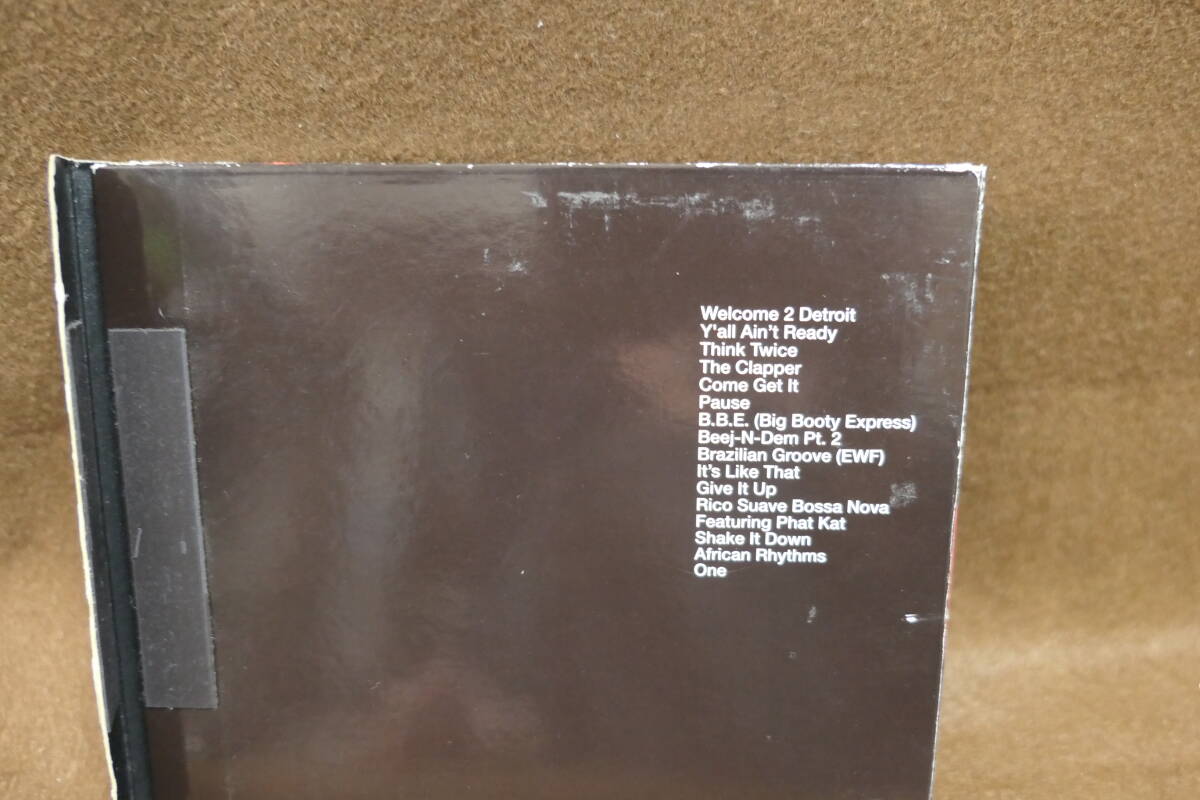 Welcome 2 Detroit
Y'all Ain't Ready
Think Twice
The Clapper
Come Get It
Pause
B.B.E. (Big Booty Express)
Beej-N-Dem Pt. 2
Brazilian Groove (EWF)
It's Like That
Give It Up
Rico Suave Bossa Nova
Featuring Phat Kat
Shake It Down
African Rhythms
One